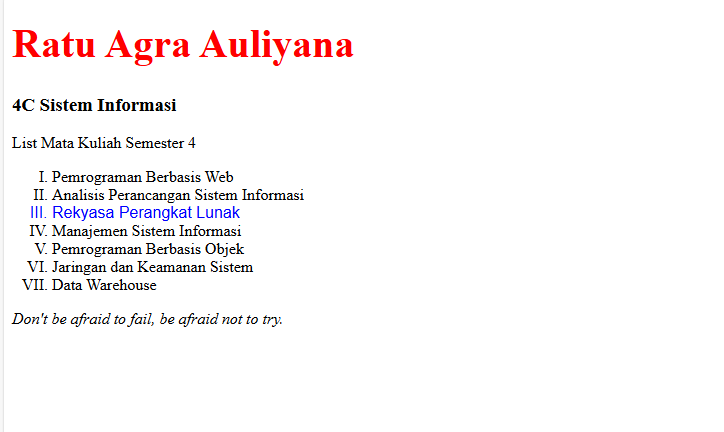 Ratu Agra Auliyana
4C Sistem Informasi
List Mata Kuliah Semester 4
I. Pemrograman Berbasis Web
II. Analisis Perancangan Sistem Informasi
III. Rekyasa Perangkat Lunak
IV. Manajemen Sistem Informasi
V. Pemrograman Berbasis Objek
VI. Jaringan dan Keamanan Sistem
VII. Data Warehouse
Don't be afraid to fail, be afraid not to try.